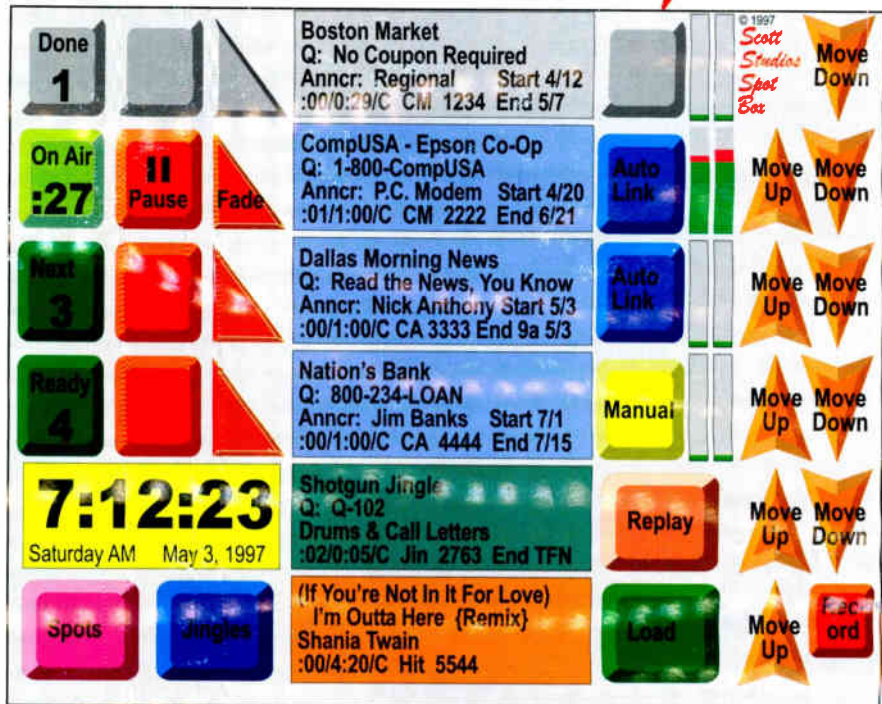 Done
1
Boston Market
Q: No Coupon Required
Anncr: Regional Start 4/12
:00/0:29/C CM 1234 End 5/7
© 1997
Scott
Studios
Spot
Box
Move
Down
On Air
:27
Pause
Fade
CompUSA - Epson Co-Op
Q: 1-800-CompUSA
Anncr: P.C. Modem Start 4/20
:01/1:00/C CM 2222 End 6/21
Auto
Link
Move
Up
Move
Down
Next
3
Dallas Morning News
Q: Read the News, You Know
Anncr: Nick Anthony Start 5/3
:00/1:00/C CA 3333 End 9a 5/3
Auto
Link
Move
Up
Move
Down
Ready
4
Nation's Bank
Q: 800-234-LOAN
Anncr: Jim Banks Start 7/1
:00/1:00/C CA 4444 End 7/15
Manual
Move
Up
Move
Down
7:12:23
Saturday AM May 3, 1997
Shotgun Jingle
Q: Q-102
Drums & Call Letters
:02/0:05/C Jin 2763 End TFN
Replay
Move
Up
Move
Down
Spots
Jingles
(If You're Not In It For Love)
I'm Outta Here {Remix}
Shania Twain
:00/4:20/C Hit 5544
Load
Move
Up
Rec
ord